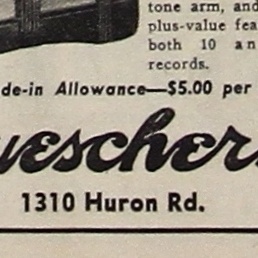 tone arm, and
plus-value fea
both 10 an
records.
de-in Allowance—$5.00 per
uescher
1310 Huron Rd.